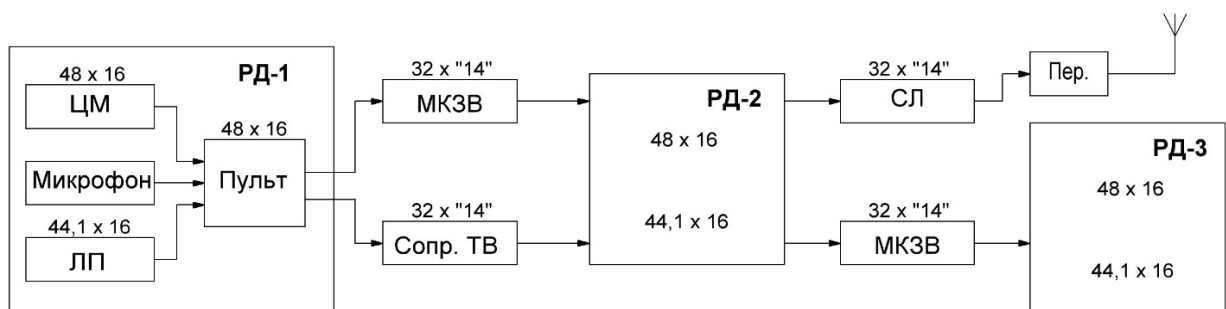 РД-1
48 x 16
ЦМ
Микрофон
44,1 x 16
ЛП
48 x 16
Пульт
32 x "14"
МКЗВ
32 x "14"
Сопр. ТВ
РД-2
48 x 16
44,1 x 16
32 x "14"
СЛ
Пер.
32 x "14"
МКЗВ
РД-3
48 x 16
44,1 x 16